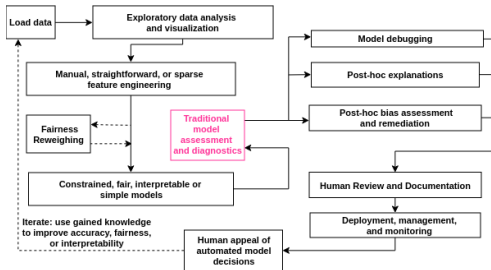 Load data
Exploratory data analysis
and visualization
Manual, straightforward, or sparse
feature engineering
Fairness
Reweighing
Constrained, fair, interpretable or
simple models
Traditional
model
assessment
and diagnostics
Model debugging
Post-hoc explanations
Post-hoc bias assessment
and remediation
Human Review and Documentation
Deployment, management,
and monitoring
Human appeal of
automated model
decisions
Iterate: use gained knowledge
to improve accuracy, fairness,
or interpretability